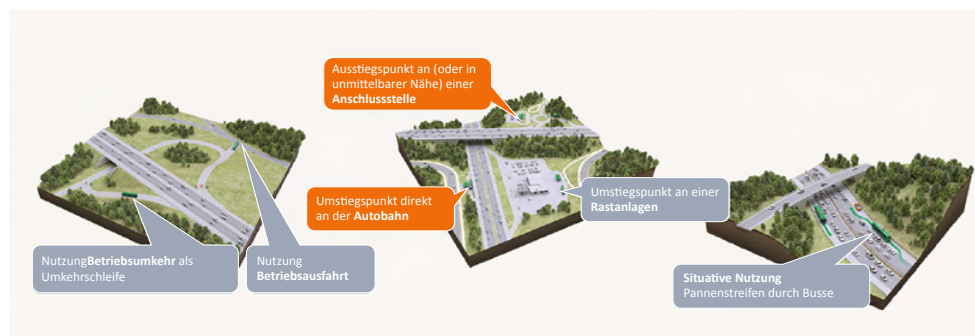 Ausstiegspunkt an (oder in
unmittelbarer Nähe) einer
Anschlussstelle
Umstiegspunkt direkt
an der Autobahn
Umstiegspunkt an einer
Rastanlagen
NutzungBetriebsumkehr als
Umkehrschleife
Nutzung
Betriebsausfahrt
Situative Nutzung
Pannenstreifen durch Busse